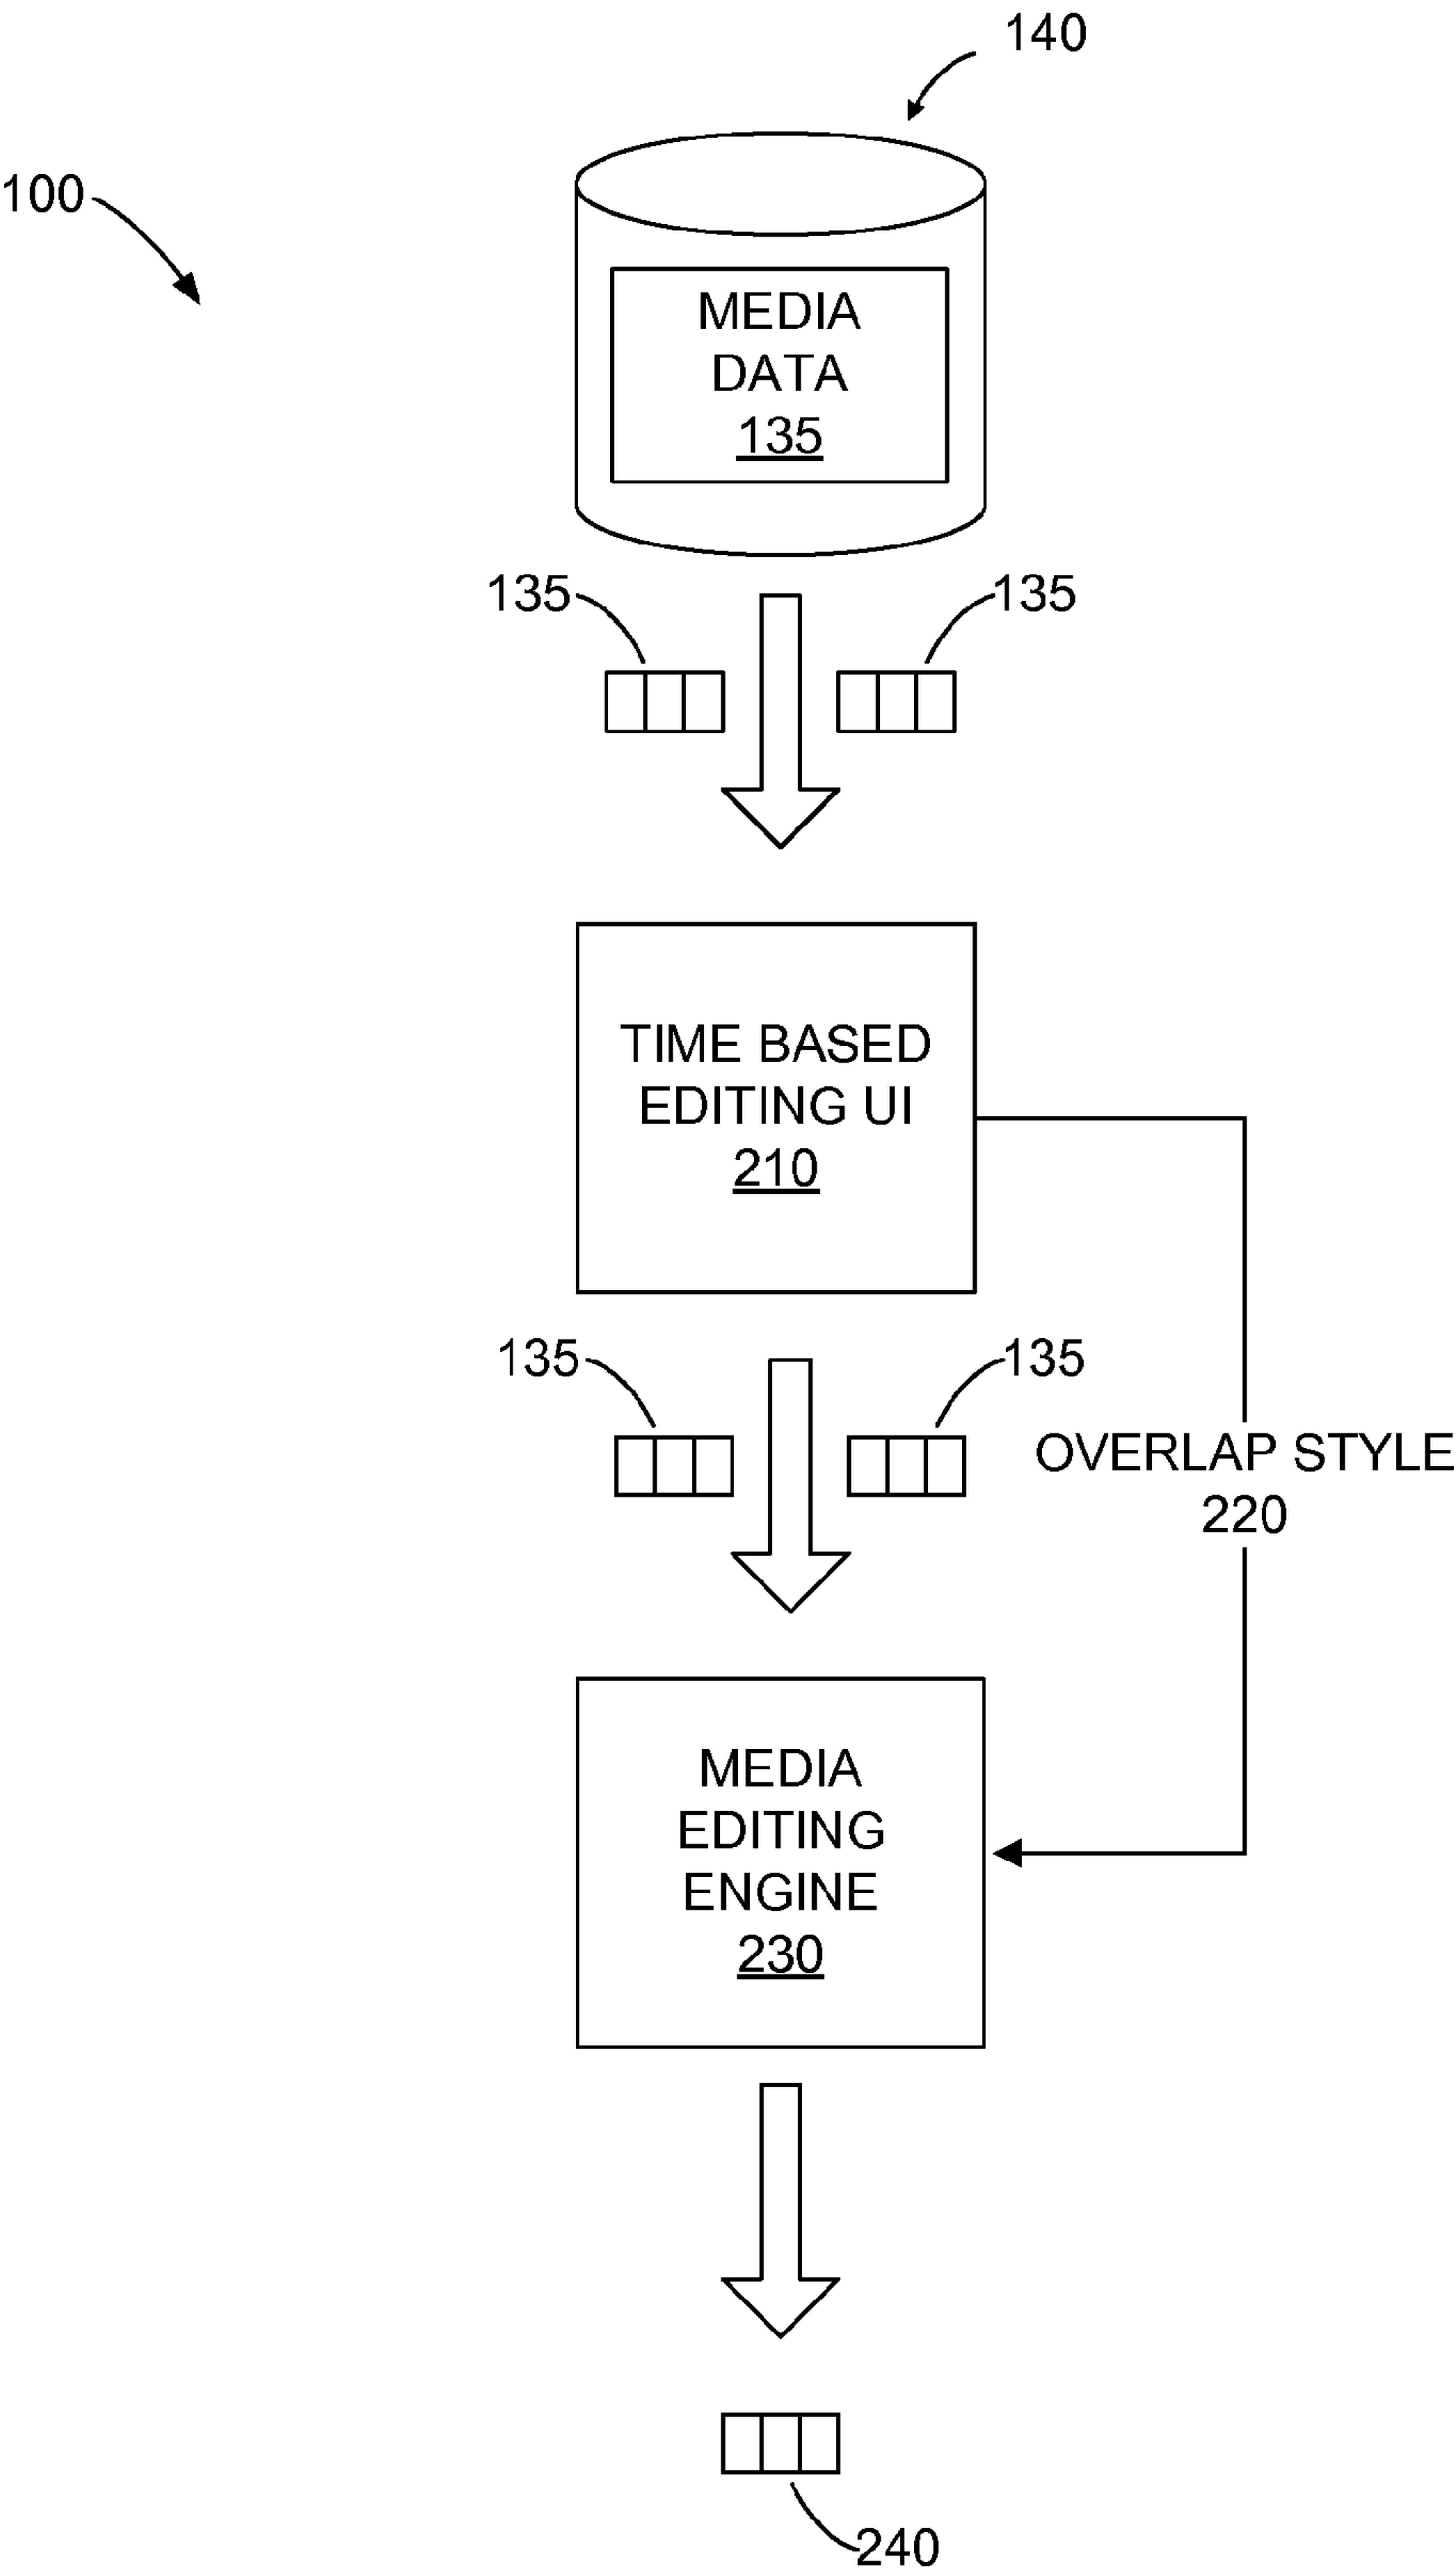 140
100
MEDIA
DATA
135
135
135
TIME BASED
EDITING UI
210
135
135
OVERLAP STYLE
220
MEDIA
EDITING
ENGINE
230
240